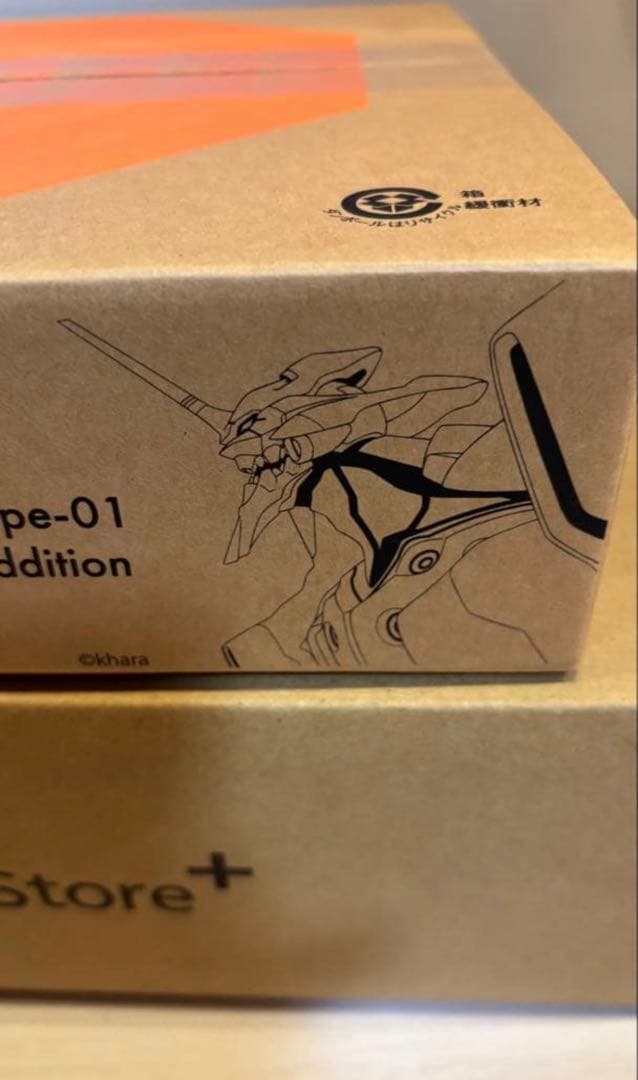 箱
緩衝材
ダンボールはリサイクル
pe-01
ddition
©khara
Store+